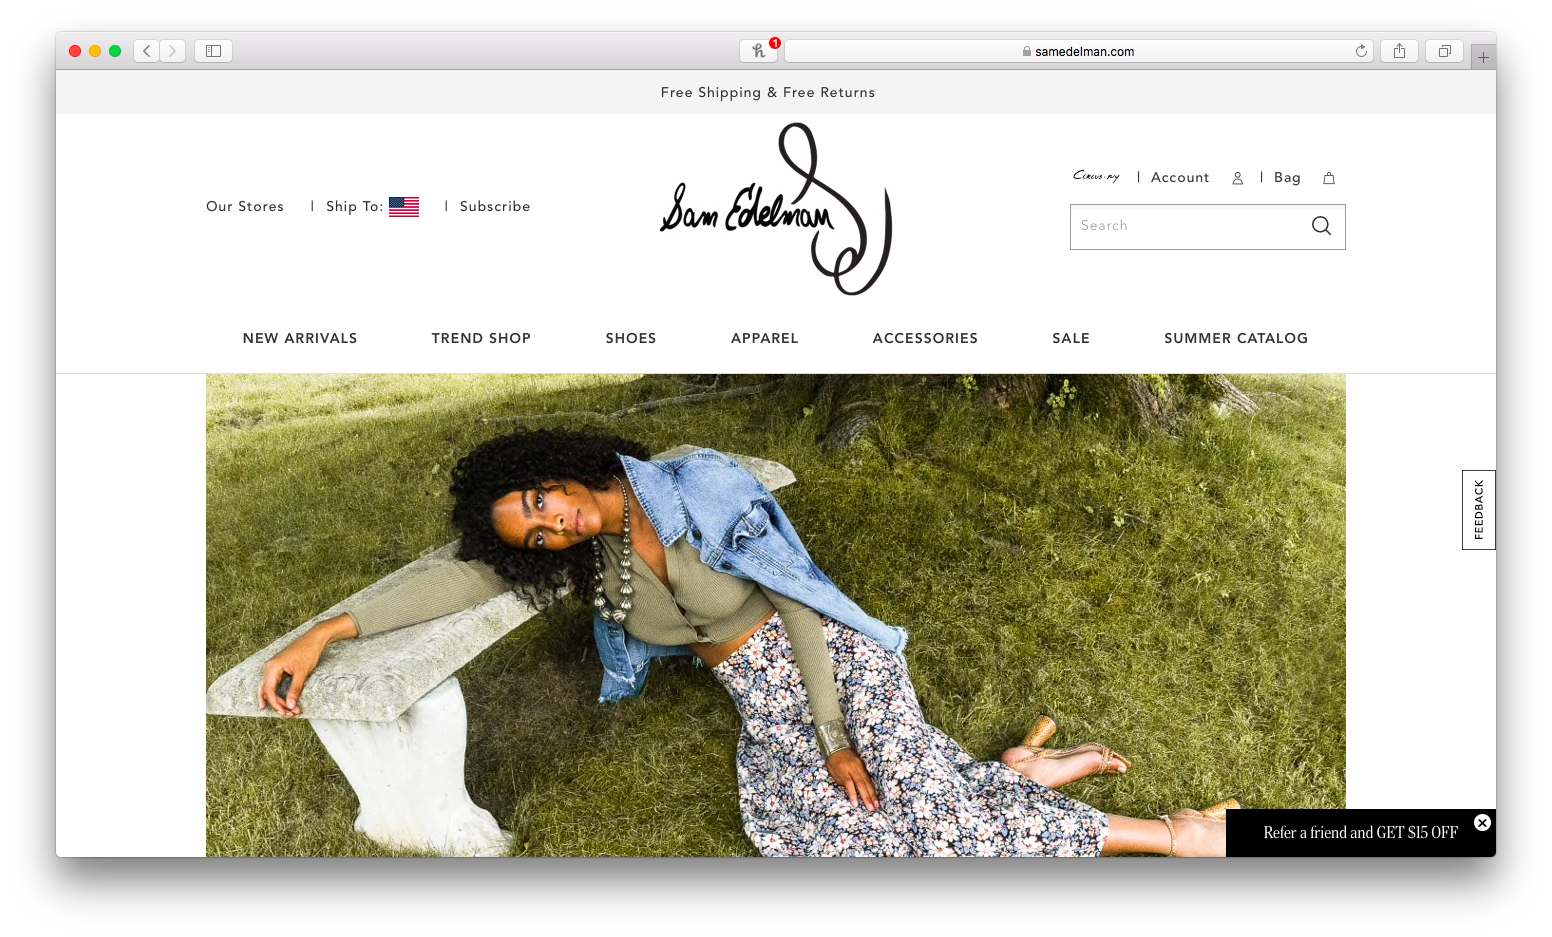 1
samedelman.com
Free Shipping & Free Returns
Our Stores | Ship To: | Subscribe
Sam Edelman
Circus NY | Account | Bag
Search
NEW ARRIVALS TREND SHOP SHOES APPAREL ACCESSORIES SALE SUMMER CATALOG
FEEDBACK
Refer a friend and GET $15 OFF